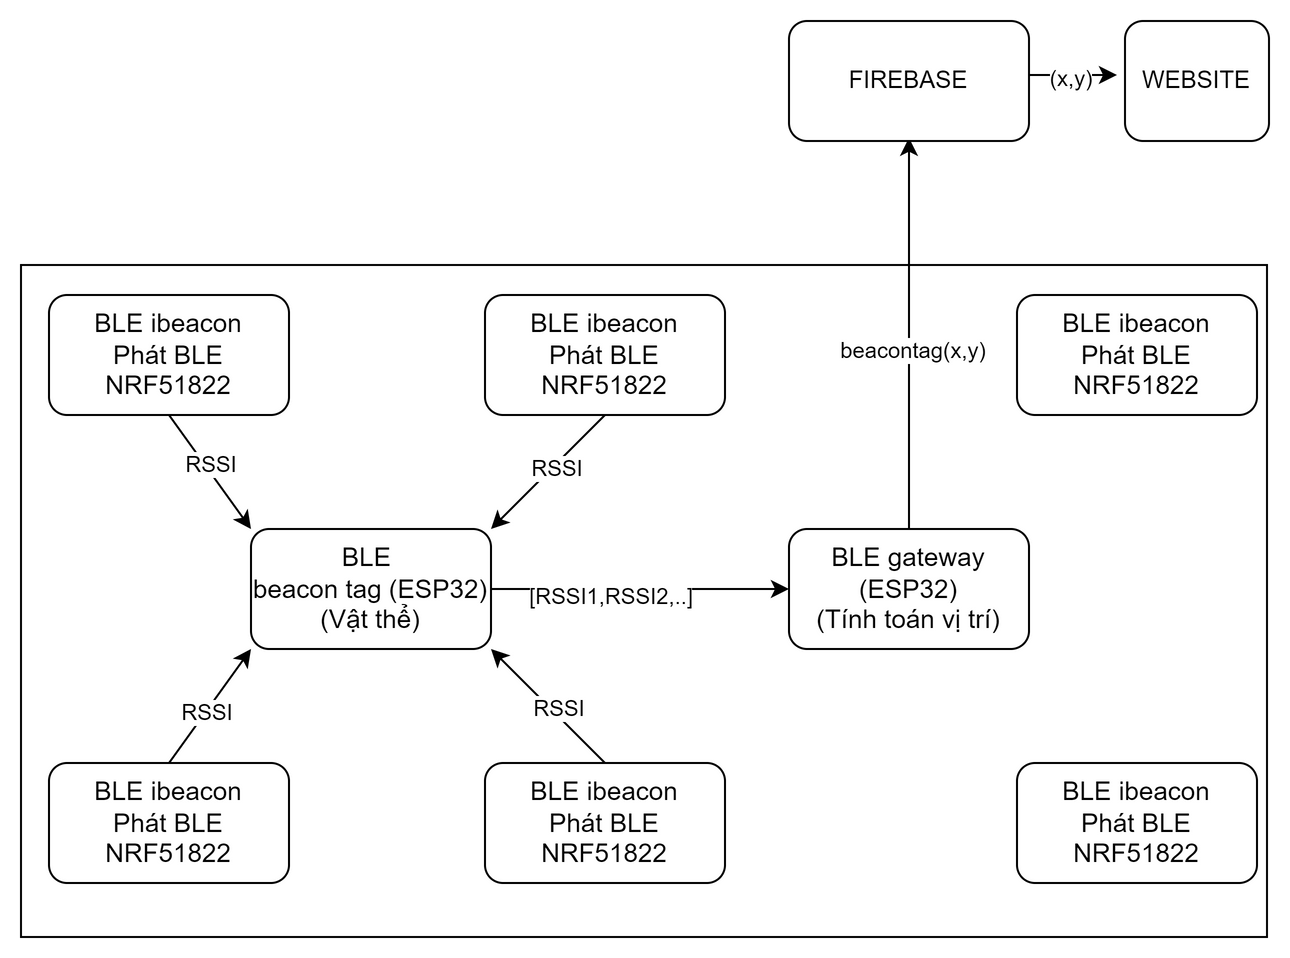 FIREBASE
(x,y)
WEBSITE
BLE ibeacon
Phát BLE
NRF51822
BLE ibeacon
Phát BLE
NRF51822
beacontag(x,y)
BLE ibeacon
Phát BLE
NRF51822
RSSI
RSSI
BLE
beacon tag (ESP32)
(Vật thể)
[RSSI1,RSSI2,..]
BLE gateway
(ESP32)
(Tính toán vị trí)
RSSI
RSSI
BLE ibeacon
Phát BLE
NRF51822
BLE ibeacon
Phát BLE
NRF51822
BLE ibeacon
Phát BLE
NRF51822